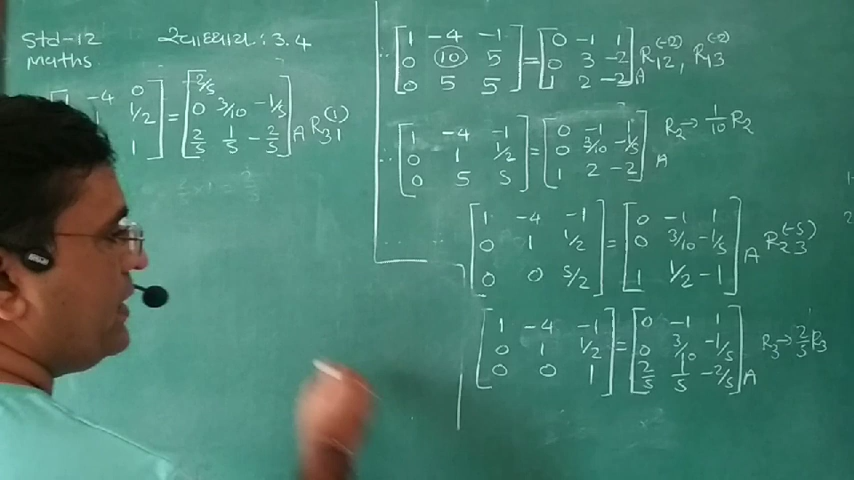 Std-12 સ્વાધ્યાય : 3.4
maths
-4 0
1/2
1
=
2/5
0 3/10 -1/5
2/5 1/5 -2/5
A R31(1)
∴ 1 -4 -1
0 10 5
0 5 5
=
0 -1 1
0 3 -2
1 2 -2
A R12(-2), R13(-2)
∴ 1 -4 -1
0 1 1/2
0 5 5
=
0 -1 1
0 3/10 -1/5
1 2 -2
A R2→1/10 R2
1 -4 -1
0 1 1/2
0 0 5/2
=
0 -1 1
0 3/10 -1/5
1 1/2 -1
A R23(-5)
1 -4 -1
0 1 1/2
0 0 1
=
0 -1 1
0 3/10 -1/5
2/5 1/5 -2/5
A R3→2/5 R3